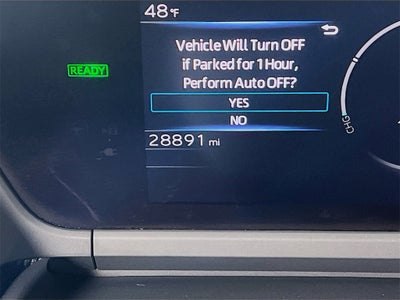 48°F
Vehicle Will Turn OFF
if Parked for 1 Hour,
Perform Auto OFF?
READY
YES
NO
CHG
28891 mi